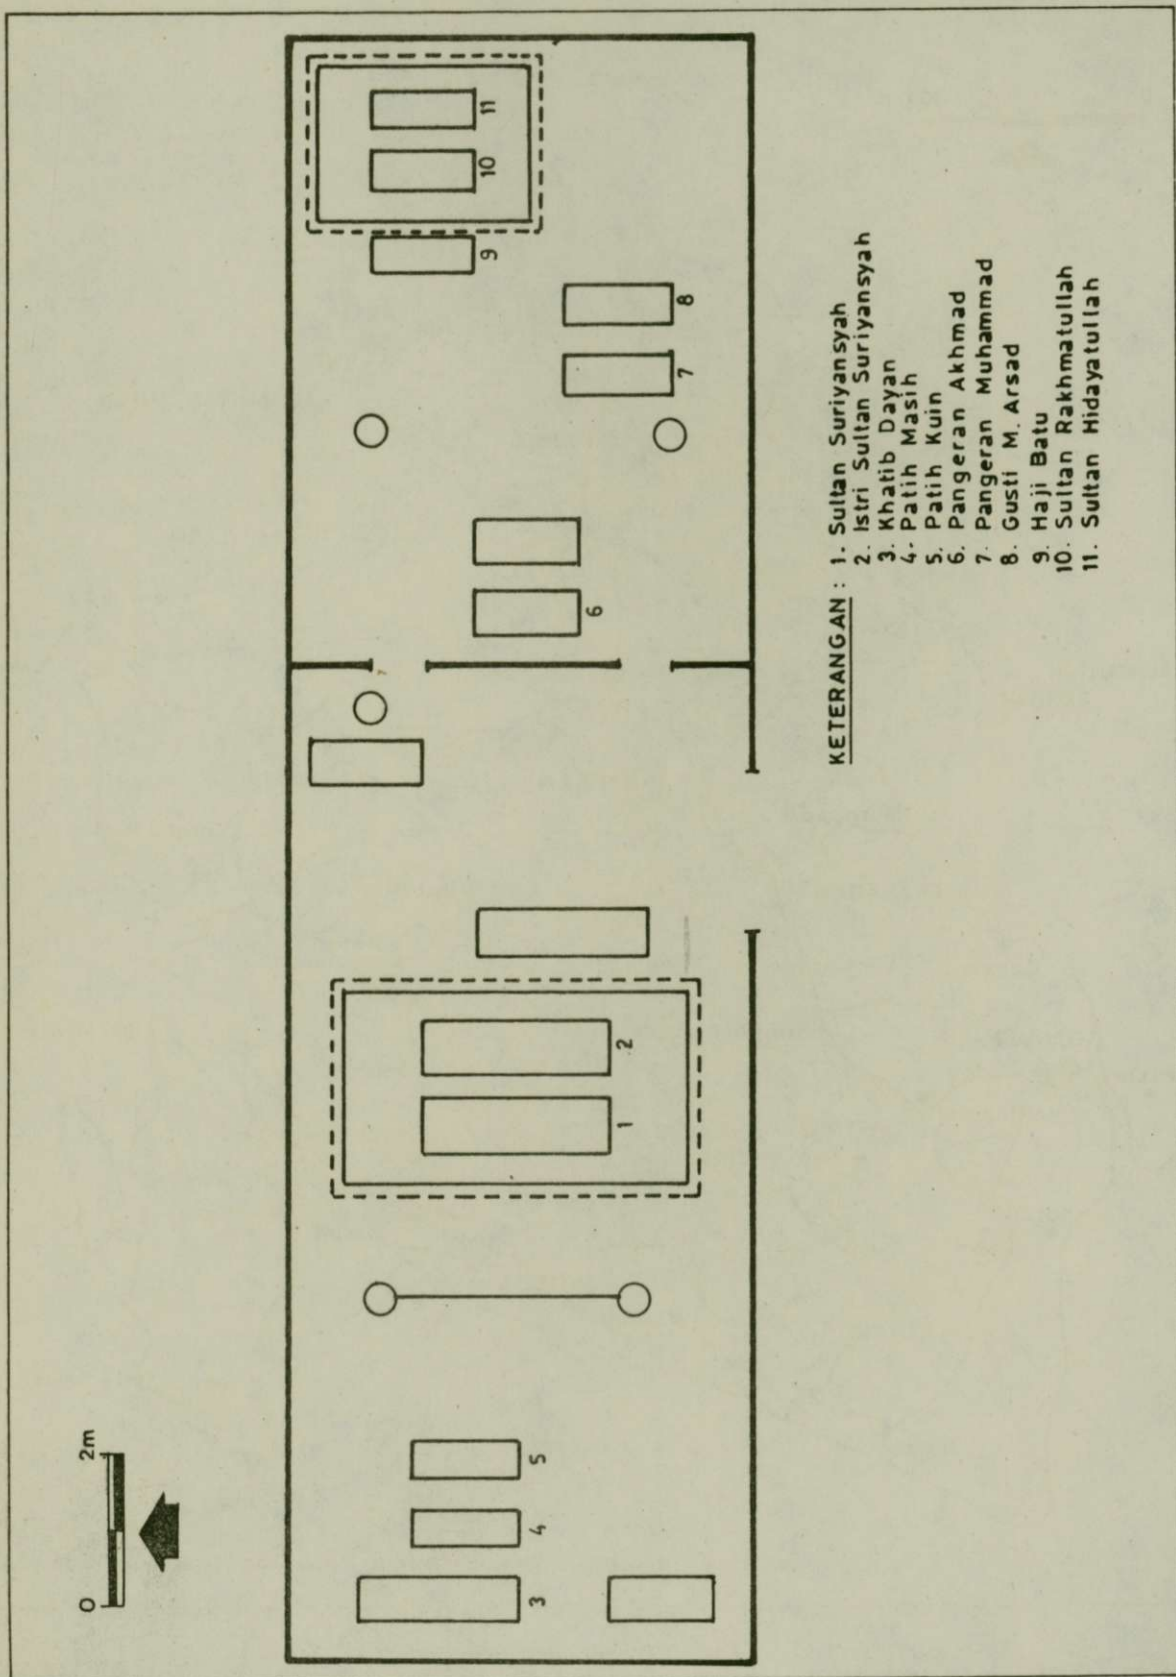 0 2m
11
10
9
8
7
6
2
1
5
4
3
KETERANGAN : 1. Sultan Suriyansyah
2. Istri Sultan Suriyansyah
3. Khatib Dayan
4. Patih Masih
5. Patih Kuin
6. Pangeran Akhmad
7. Pangeran Muhammad
8. Gusti M. Arsad
9. Haji Batu
10. Sultan Rakhmatullah
11. Sultan Hidayatullah